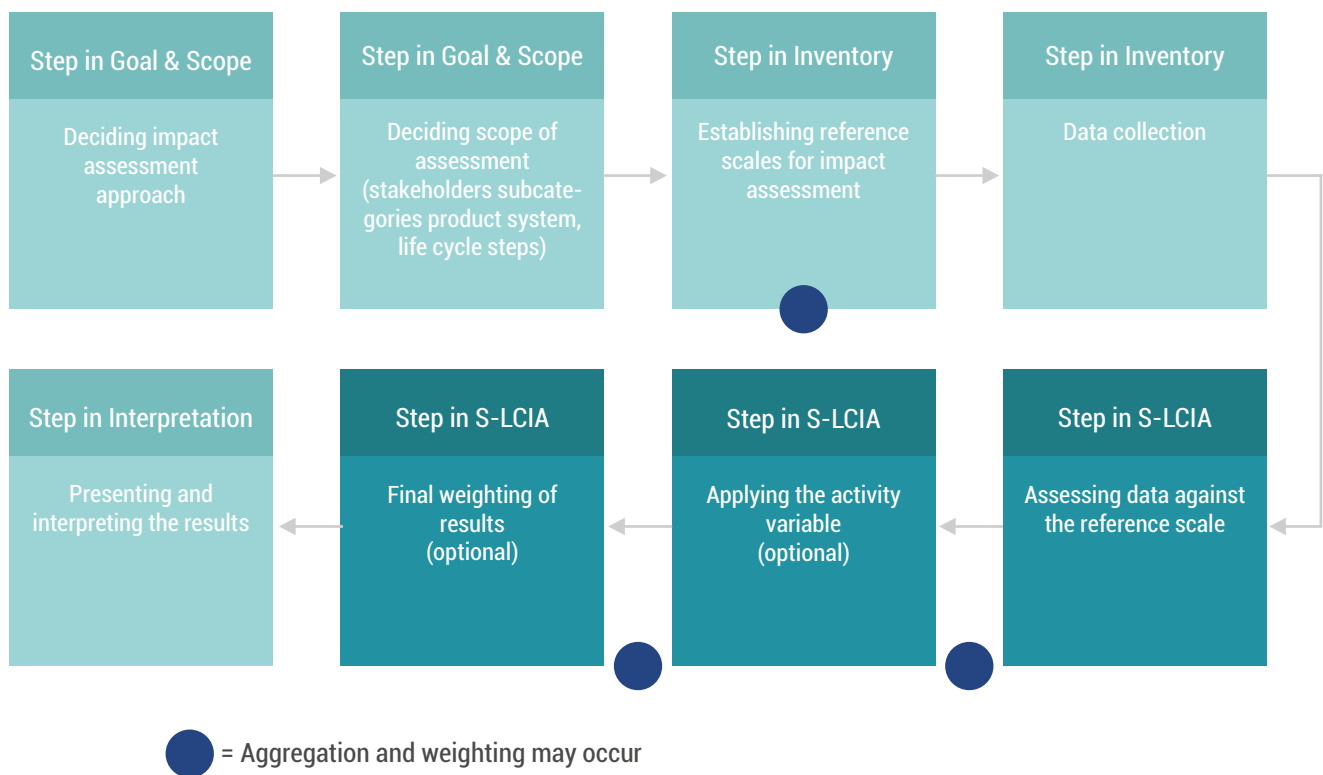 Step in Goal & Scope
Deciding impact
assessment
approach
Step in Goal & Scope
Deciding scope of
assessment
(stakeholders subcate-
gories product system,
life cycle steps)
Step in Inventory
Establishing reference
scales for impact
assessment
Step in Inventory
Data collection
Step in S-LCIA
Assessing data against
the reference scale
Step in S-LCIA
Applying the activity
variable
(optional)
Step in S-LCIA
Final weighting of
results
(optional)
Step in Interpretation
Presenting and
interpreting the results
= Aggregation and weighting may occur